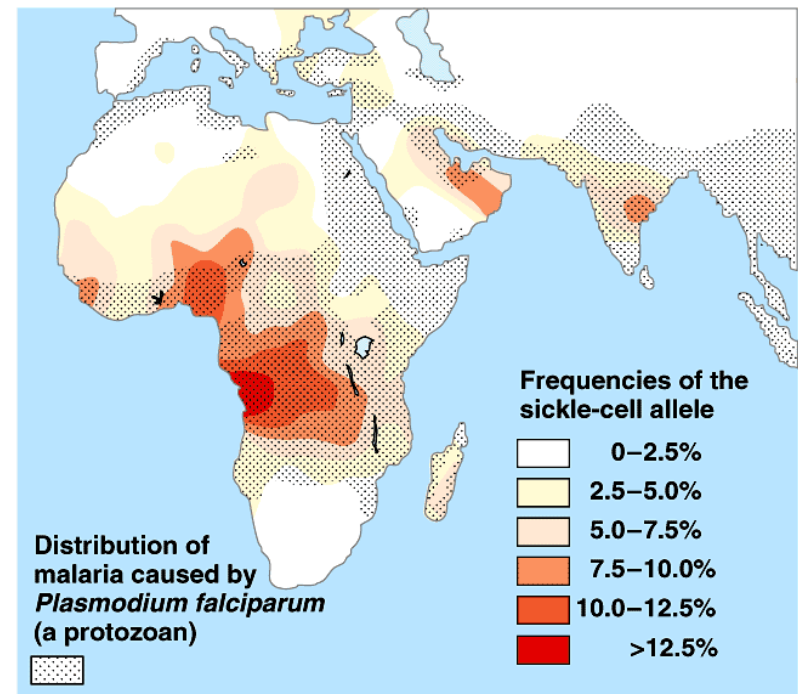 Frequencies of the
sickle-cell allele
0–2.5%
2.5–5.0%
5.0–7.5%
7.5–10.0%
10.0–12.5%
>12.5%
Distribution of
malaria caused by
Plasmodium falciparum
(a protozoan)